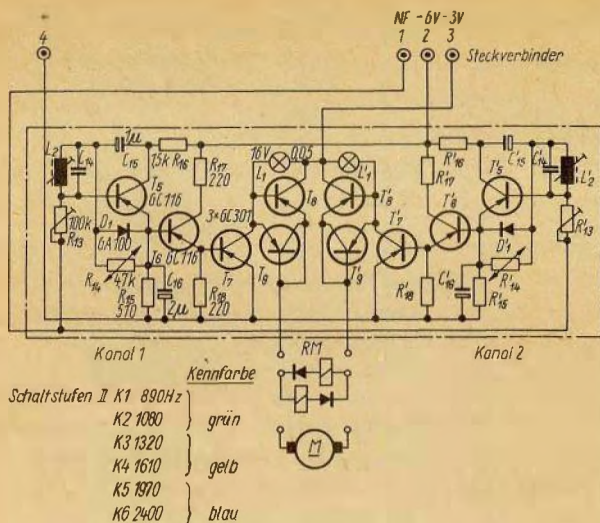 NF -6V -3V
4 1 2 3 Steckverbinder
1µ
L2 C14 C15 1,5k R16 R17 220 16V 0,05 L1 L'1 R'16 C'15 C'14 L'2
T5 GC116 T8 T'8 R'17 T'5
100k R13 D1 GA100 3×GC301 T'7 T'6 D'1 R'13
R14 47k T6 GC116 C16 T7 T9 T'9 C'16 R'14
R15 510 2µ R18 220 R'18 R'15
Kanal 1 RM Kanal 2
Kennfarbe
Schaltstufen II K1 890Hz
K2 1080 grün
K3 1320
K4 1610 gelb
K5 1970
K6 2400 blau
M